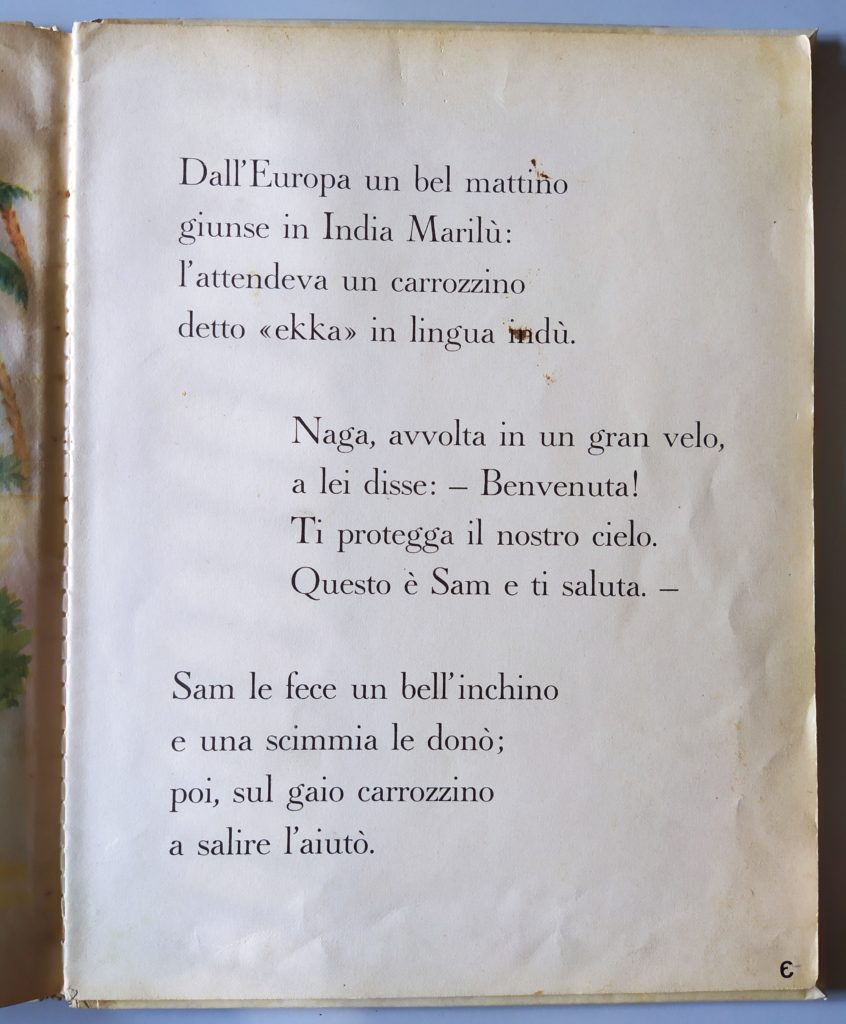 Dall'Europa un bel mattino
giunse in India Marilù:
l'attendeva un carrozzino
detto «ekka» in lingua indù.
Naga, avvolta in un gran velo,
a lei disse: – Benvenuta!
Ti protegga il nostro cielo.
Questo è Sam e ti saluta. –
Sam le fece un bell'inchino
e una scimmia le donò;
poi, sul gaio carrozzino
a salire l'aiutò.
3